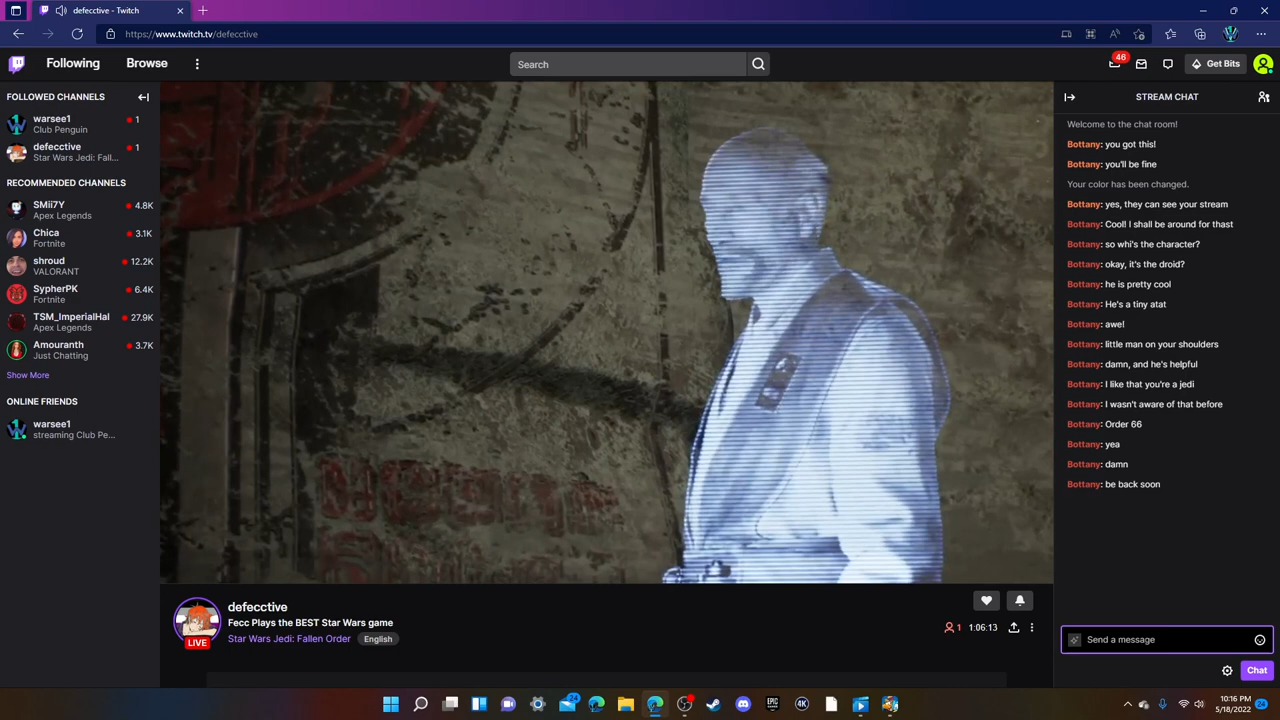 defecctive - Twitch
https://www.twitch.tv/defecctive
Following
Browse
Search
46
Get Bits
FOLLOWED CHANNELS
warsee1
1
Club Penguin
defecctive
1
Star Wars Jedi: Fall...
RECOMMENDED CHANNELS
SMii7Y
4.8K
Apex Legends
Chica
3.1K
Fortnite
shroud
12.2K
VALORANT
SypherPK
6.4K
Fortnite
TSM_ImperialHal
27.9K
Apex Legends
Amouranth
3.7K
Just Chatting
Show More
ONLINE FRIENDS
warsee1
streaming Club Pe...
LIVE
defecctive
Fecc Plays the BEST Star Wars game
Star Wars Jedi: Fallen Order
English
1
1:06:13
STREAM CHAT
Welcome to the chat room!
Bottany: you got this!
Bottany: you'll be fine
Your color has been changed.
Bottany: yes, they can see your stream
Bottany: Cool! I shall be around for thast
Bottany: so whi's the character?
Bottany: okay, it's the droid?
Bottany: he is pretty cool
Bottany: He's a tiny atat
Bottany: awel
Bottany: little man on your shoulders
Bottany: damn, and he's helpful
Bottany: I like that you're a jedi
Bottany: I wasn't aware of that before
Bottany: Order 66
Bottany: yea
Bottany: damn
Bottany: be back soon
Send a message
Chat
24
EPIC GAMES
4K
10:16 PM
5/18/2022
24